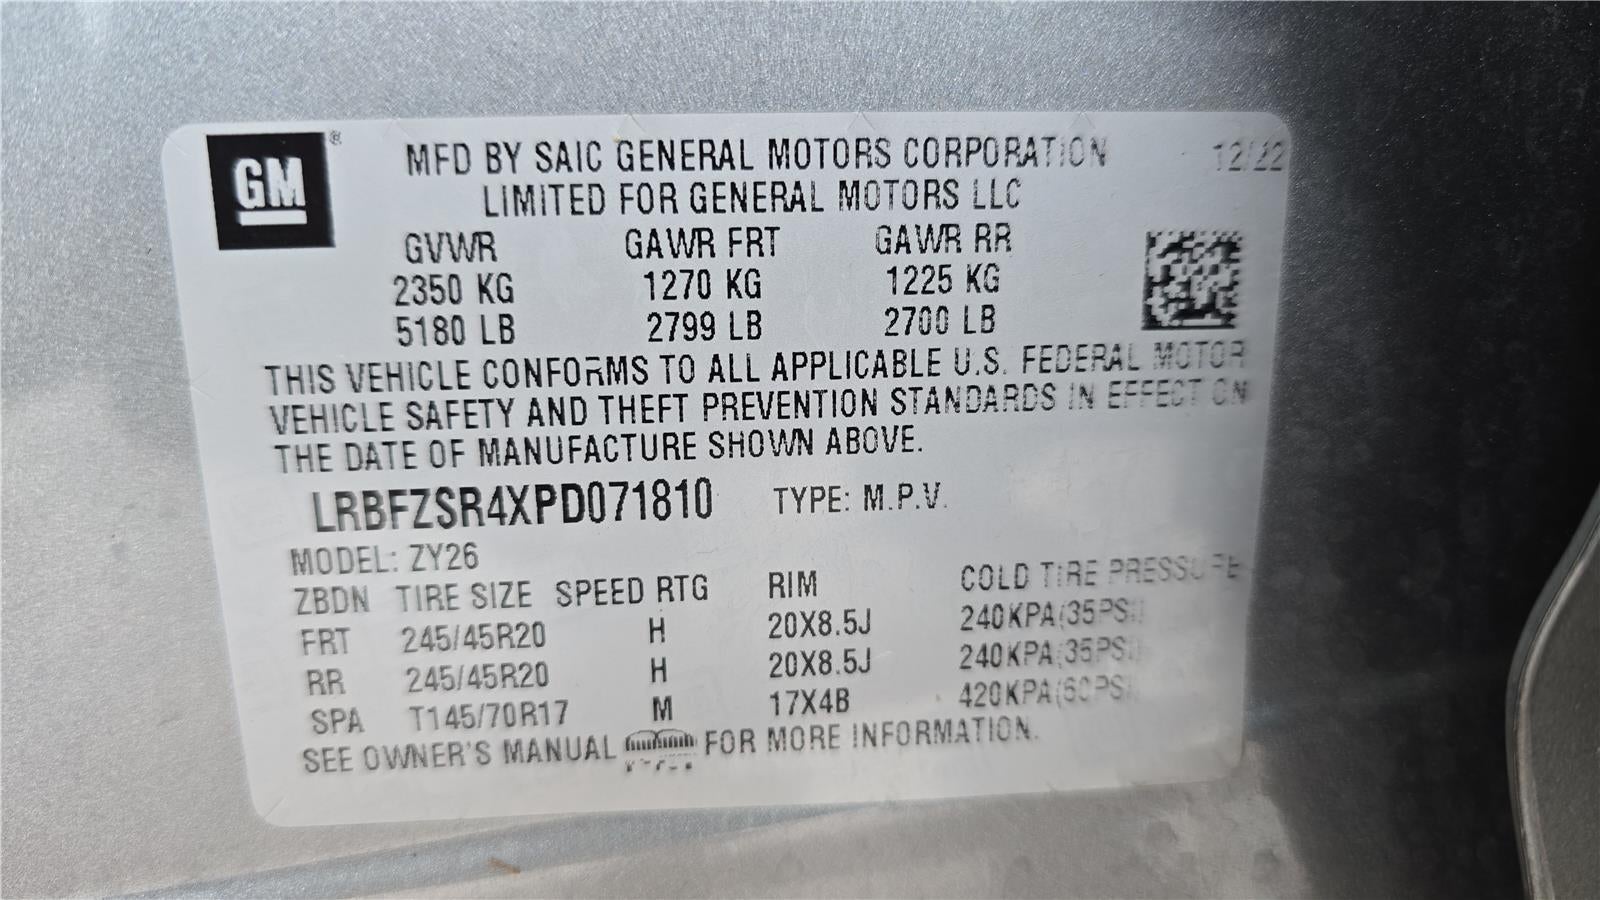 GM ®
MFD BY SAIC GENERAL MOTORS CORPORATION 12/22
LIMITED FOR GENERAL MOTORS LLC
GVWR GAWR FRT GAWR RR
2350 KG 1270 KG 1225 KG
5180 LB 2799 LB 2700 LB
THIS VEHICLE CONFORMS TO ALL APPLICABLE U.S. FEDERAL MOTOR
VEHICLE SAFETY AND THEFT PREVENTION STANDARDS IN EFFECT ON
THE DATE OF MANUFACTURE SHOWN ABOVE.
LRBFZSR4XPD071810 TYPE: M.P.V.
MODEL: ZY26
ZBDN TIRE SIZE SPEED RTG RIM COLD TIRE PRESSURE
FRT 245/45R20 H 20X8.5J 240KPA(35PSI)
RR 245/45R20 H 20X8.5J 240KPA(35PSI)
SPA T145/70R17 M 17X4B 420KPA(60PSI)
SEE OWNER'S MANUAL FOR MORE INFORMATION.